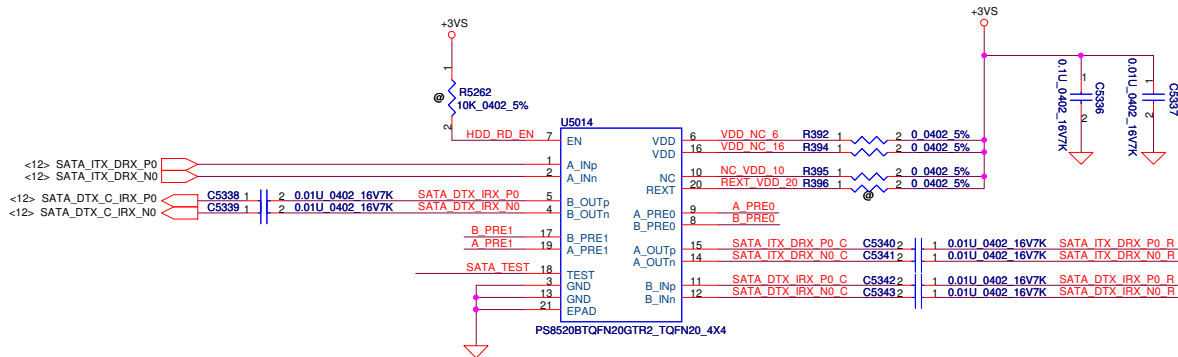 +3VS
+3VS
1
@
R5262
10K_0402_5%
2
0.1U_0402_16V7K
1
2
C5336
0.01U_0402_16V7K
1
2
C5337
U5014
HDD_RD_EN 7 EN
VDD 6 VDD_NC_6 R392 1 2 0_0402_5%
VDD 16 VDD_NC_16 R394 1 2 0_0402_5%
<12> SATA_ITX_DRX_P0 1 A_INp
<12> SATA_ITX_DRX_N0 2 A_INn
NC 10 NC_VDD_10 R395 1 2 0_0402_5%
REXT 20 REXT_VDD_20 R396 1 2 0_0402_5%
@
<12> SATA_DTX_C_IRX_P0 C5338 1 2 0.01U_0402_16V7K SATA_DTX_IRX_P0 5 B_OUTp
<12> SATA_DTX_C_IRX_N0 C5339 1 2 0.01U_0402_16V7K SATA_DTX_IRX_N0 4 B_OUTn
A_PRE0 9 A_PRE0
B_PRE0 8 B_PRE0
B_PRE1 17 B_PRE1
A_PRE1 19 A_PRE1
A_OUTp 15 SATA_ITX_DRX_P0_C C5340 2 1 0.01U_0402_16V7K SATA_ITX_DRX_P0_R
A_OUTn 14 SATA_ITX_DRX_N0_C C5341 2 1 0.01U_0402_16V7K SATA_ITX_DRX_N0_R
SATA_TEST 18 TEST
3 GND
13 GND
21 EPAD
B_INp 11 SATA_DTX_IRX_P0_C C5342 2 1 0.01U_0402_16V7K SATA_DTX_IRX_P0_R
B_INn 12 SATA_DTX_IRX_N0_C C5343 2 1 0.01U_0402_16V7K SATA_DTX_IRX_N0_R
PS8520BTQFN20GTR2_TQFN20_4X4